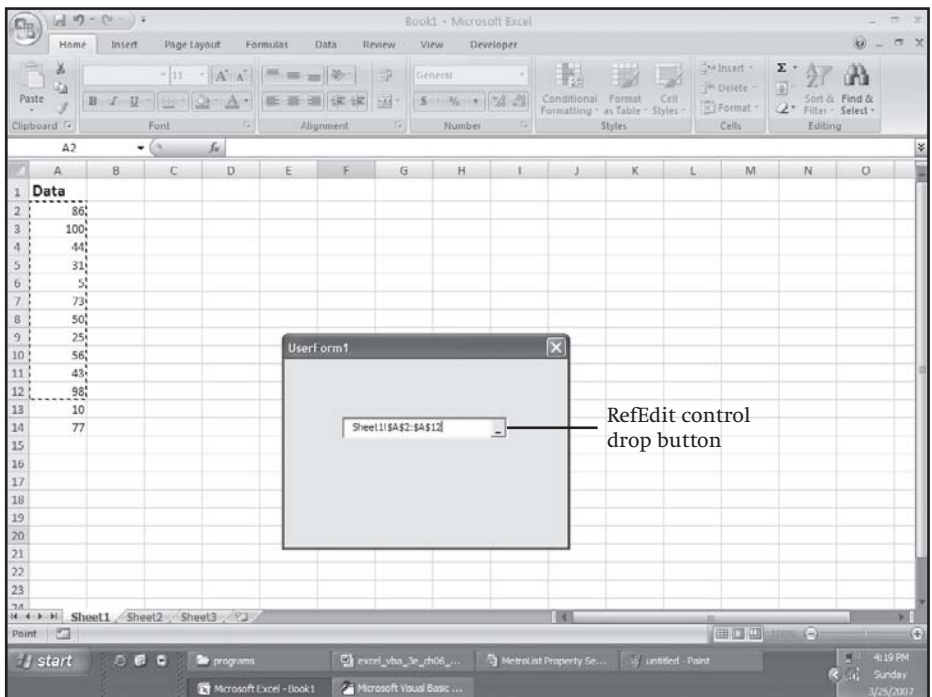 Book1 - Microsoft Excel
Home Insert Page Layout Formulas Data Review View Developer
Paste
11
General
Conditional Formatting
Format as Table
Cell Styles
Insert
Delete
Format
Sort & Filter
Find & Select
Clipboard Font Alignment Number Styles Cells Editing
A2
fx
A B C D E F G H I J K L M N O
1 Data
2 86
3 100
4 44
5 31
6 5
7 73
8 50
9 25
10 56
11 43
12 98
13 10
14 77
15
16
17
18
19
20
21
22
23
24
UserForm1
Sheet1!$A$2:$A$12
RefEdit control
drop button
Sheet1 Sheet2 Sheet3
Point
100%
start
programs
excel_vba_3e_ch06_...
MetroList Property Se...
untitled - Paint
Microsoft Excel - Book1
Microsoft Visual Basic ...
4:19 PM
Sunday
3/25/2007